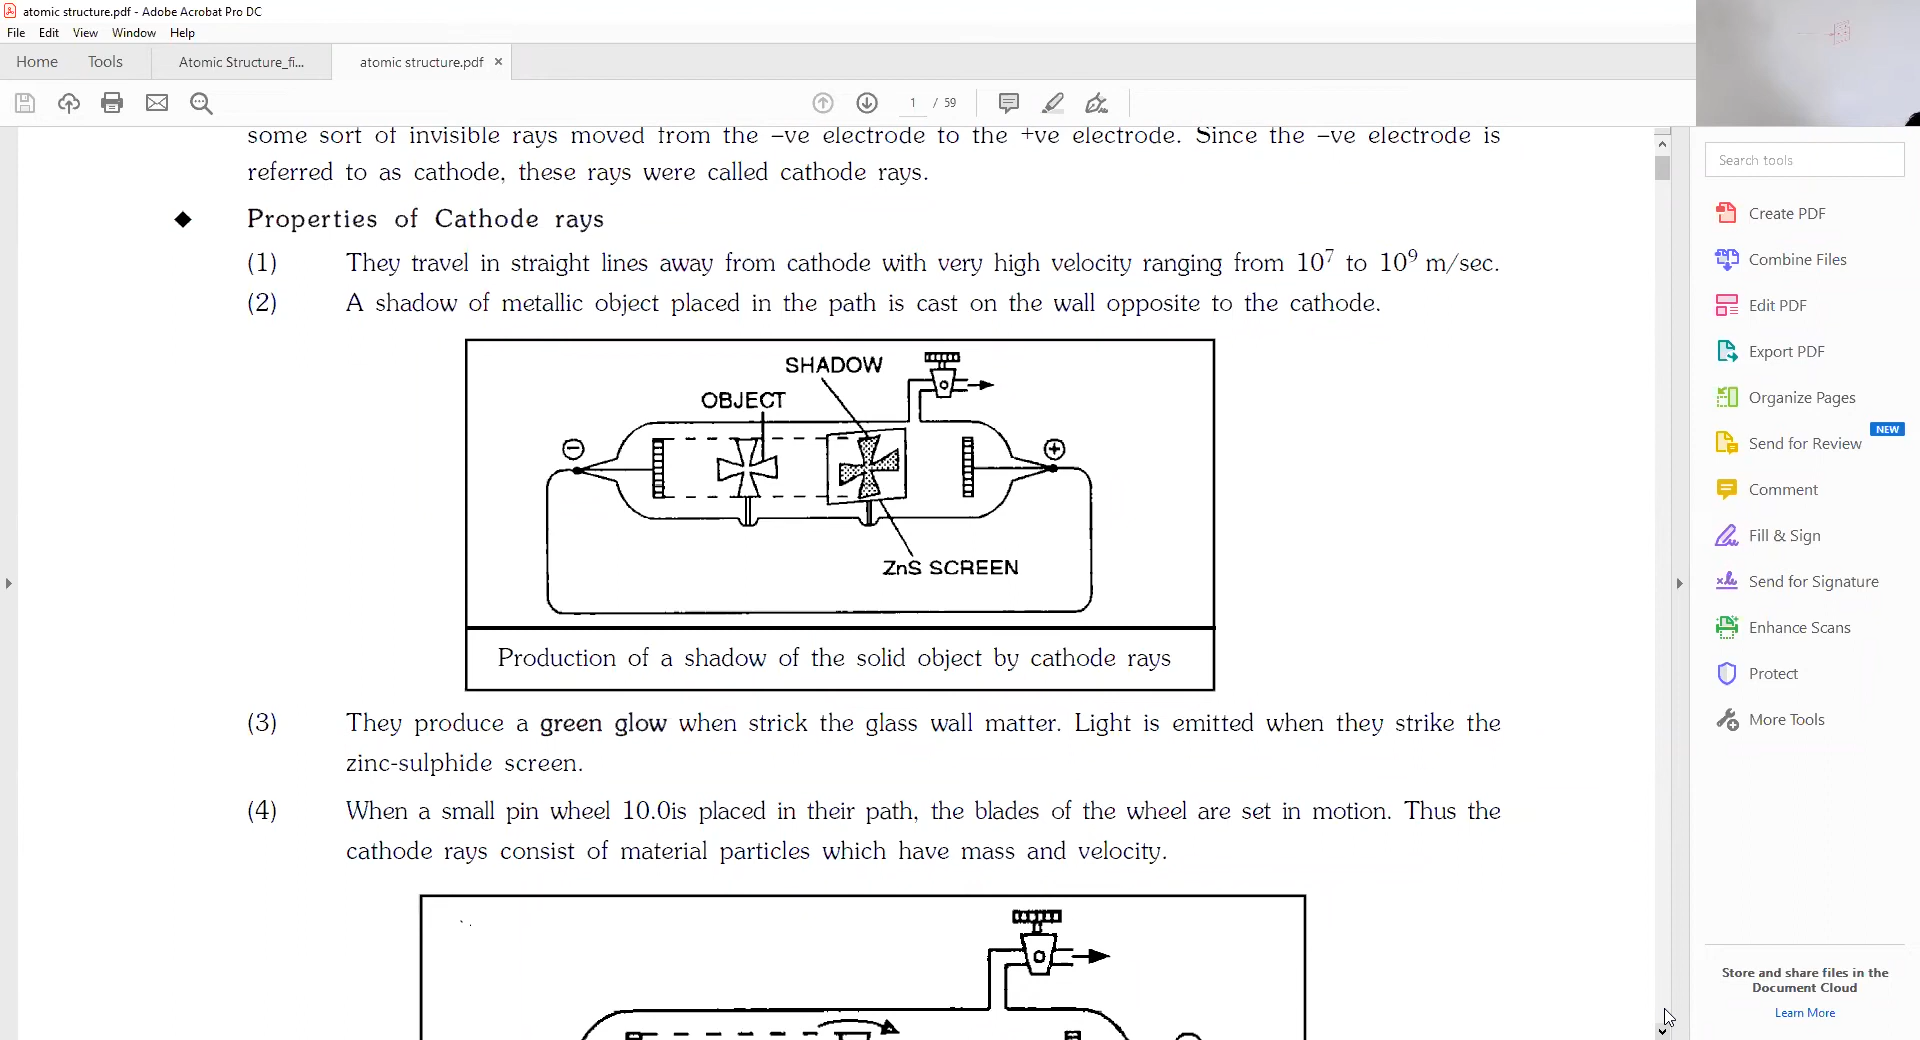 atomic structure.pdf - Adobe Acrobat Pro DC
File Edit View Window Help
Home Tools Atomic Structure_fi... atomic structure.pdf ×
1 / 59
some sort of invisible rays moved from the –ve electrode to the +ve electrode. Since the –ve electrode is
referred to as cathode, these rays were called cathode rays.
◆ Properties of Cathode rays
(1) They travel in straight lines away from cathode with very high velocity ranging from 10⁷ to 10⁹ m/sec.
(2) A shadow of metallic object placed in the path is cast on the wall opposite to the cathode.
SHADOW
OBJECT
− +
ZnS SCREEN
Production of a shadow of the solid object by cathode rays
(3) They produce a green glow when strick the glass wall matter. Light is emitted when they strike the
zinc-sulphide screen.
(4) When a small pin wheel 10.0is placed in their path, the blades of the wheel are set in motion. Thus the
cathode rays consist of material particles which have mass and velocity.
Search tools
Create PDF
Combine Files
Edit PDF
Export PDF
Organize Pages
NEW
Send for Review
Comment
Fill & Sign
Send for Signature
Enhance Scans
Protect
More Tools
Store and share files in the
Document Cloud
Learn More